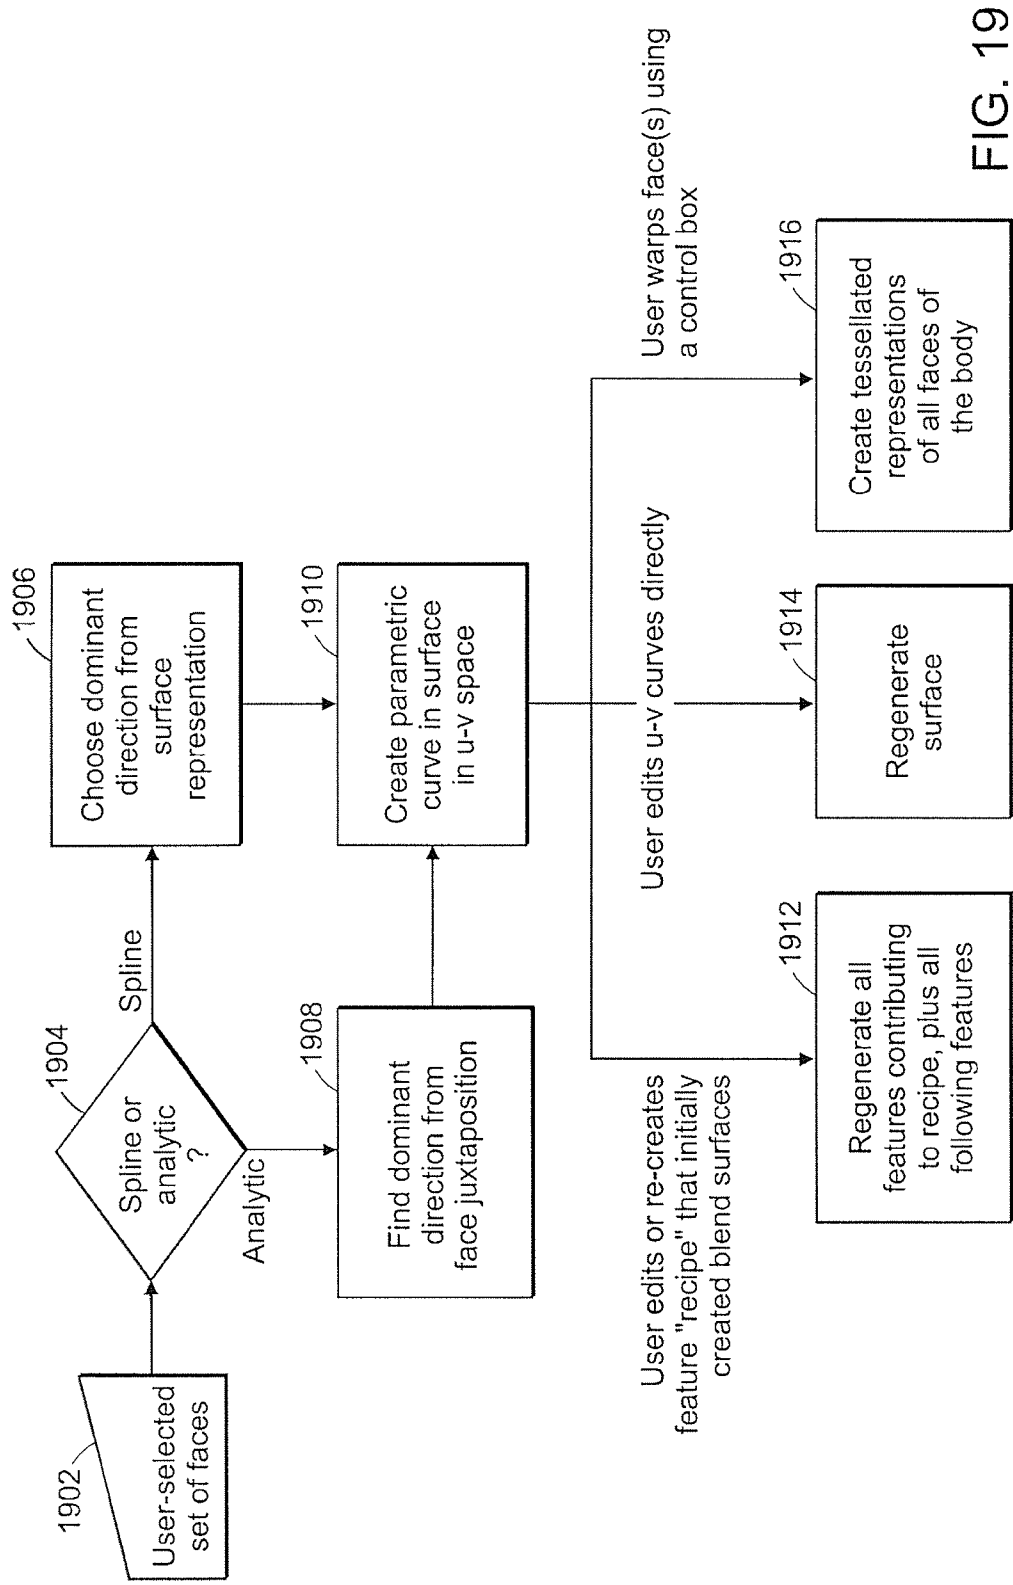 1902
User-selected
set of faces
1904
Spline or
analytic
?
Spline
Analytic
1906
Choose dominant
direction from
surface
representation
1908
Find dominant
direction from
face juxtaposition
1910
Create parametric
curve in surface
in u-v space
User edits or re-creates
feature "recipe" that initially
created blend surfaces
User edits u-v curves directly
User warps face(s) using
a control box
1912
Regenerate all
features contributing
to recipe, plus all
following features
1914
Regenerate
surface
1916
Create tessellated
representations
of all faces of
the body
FIG. 19